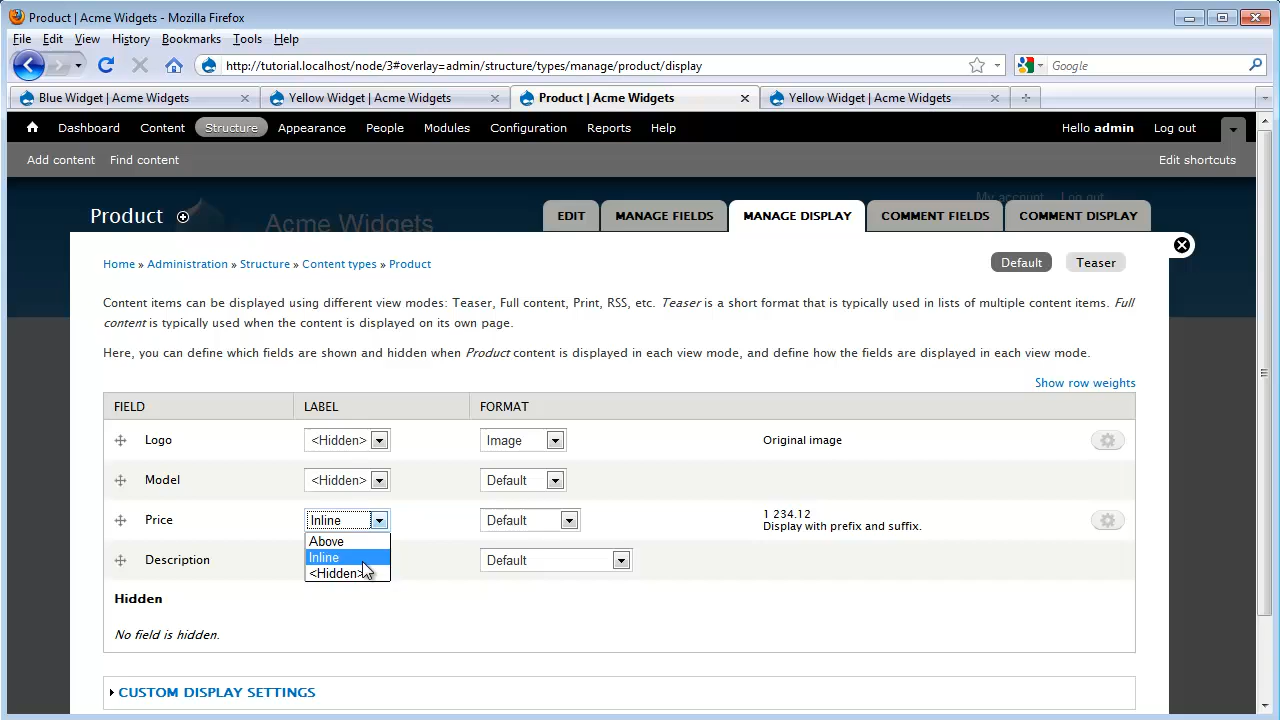 Product | Acme Widgets - Mozilla Firefox
File Edit View History Bookmarks Tools Help
http://tutorial.localhost/node/3#overlay=admin/structure/types/manage/product/display
Google
Blue Widget | Acme Widgets
Yellow Widget | Acme Widgets
Product | Acme Widgets
Yellow Widget | Acme Widgets
Dashboard Content Structure Appearance People Modules Configuration Reports Help
Hello admin Log out
Add content Find content
Edit shortcuts
My account Log out
Acme Widgets
Product
EDIT MANAGE FIELDS MANAGE DISPLAY COMMENT FIELDS COMMENT DISPLAY
Home » Administration » Structure » Content types » Product
Default Teaser
Content items can be displayed using different view modes: Teaser, Full content, Print, RSS, etc. Teaser is a short format that is typically used in lists of multiple content items. Full
content is typically used when the content is displayed on its own page.
Here, you can define which fields are shown and hidden when Product content is displayed in each view mode, and define how the fields are displayed in each view mode.
Show row weights
FIELD LABEL FORMAT
Logo <Hidden> Image Original image
Model <Hidden> Default
Price Inline Default 1 234.12
Display with prefix and suffix.
Above
Inline
<Hidden>
Description Default
Hidden
No field is hidden.
CUSTOM DISPLAY SETTINGS